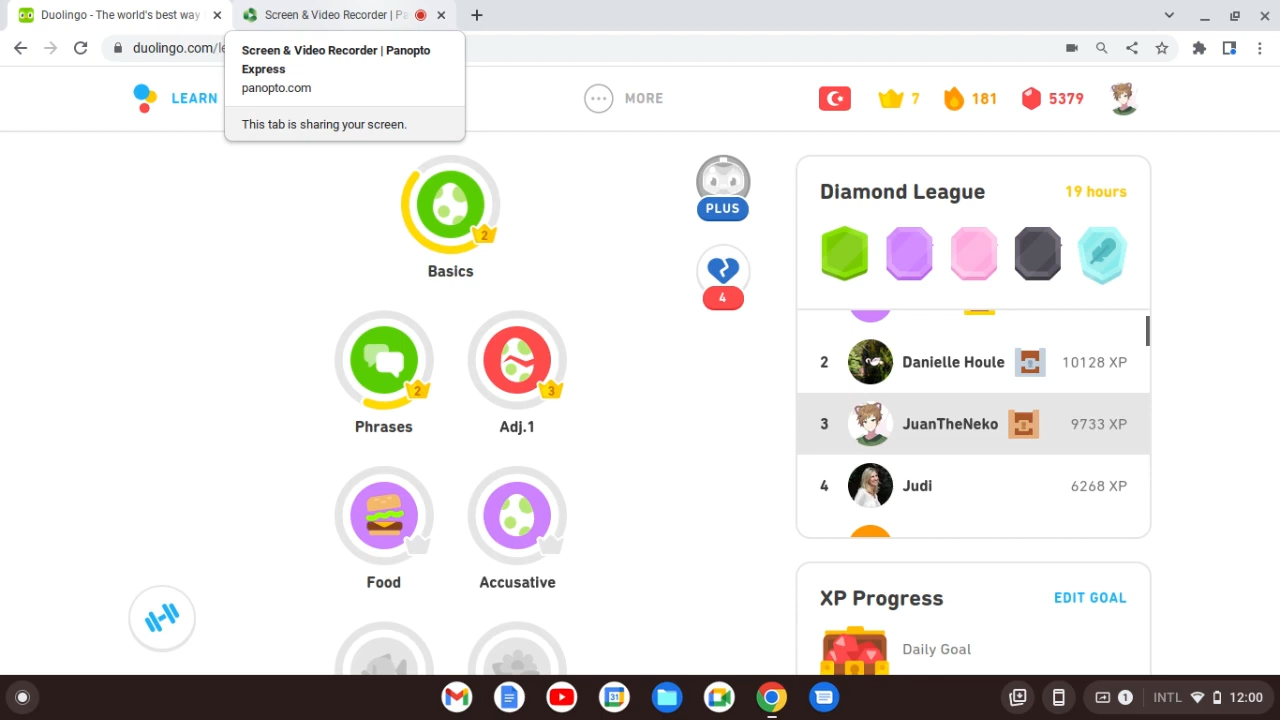 Duolingo - The world's best way
Screen & Video Recorder | Pa
duolingo.com/le
Screen & Video Recorder | Panopto
Express
panopto.com
This tab is sharing your screen.
LEARN
MORE
7
181
5379
2
Basics
PLUS
4
2
Phrases
3
Adj.1
Food
Accusative
Diamond League
19 hours
2 Danielle Houle 10128 XP
3 JuanTheNeko 9733 XP
4 Judi 6268 XP
XP Progress
EDIT GOAL
Daily Goal
31
1
INTL
12:00